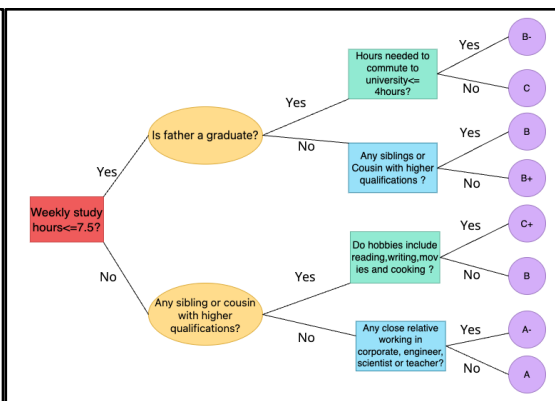 Weekly study
hours<=7.5?
Yes
No
Is father a graduate?
Yes
No
Any sibling or cousin
with higher
qualifications?
Yes
No
Hours needed to
commute to
university<=
4hours?
Yes
No
Any siblings or
Cousin with higher
qualifications ?
Yes
No
Do hobbies include
reading,writing,mov
ies and cooking ?
Yes
No
Any close relative
working in
corporate, engineer,
scientist or teacher?
Yes
No
B-
C
B
B+
C+
B
A-
A